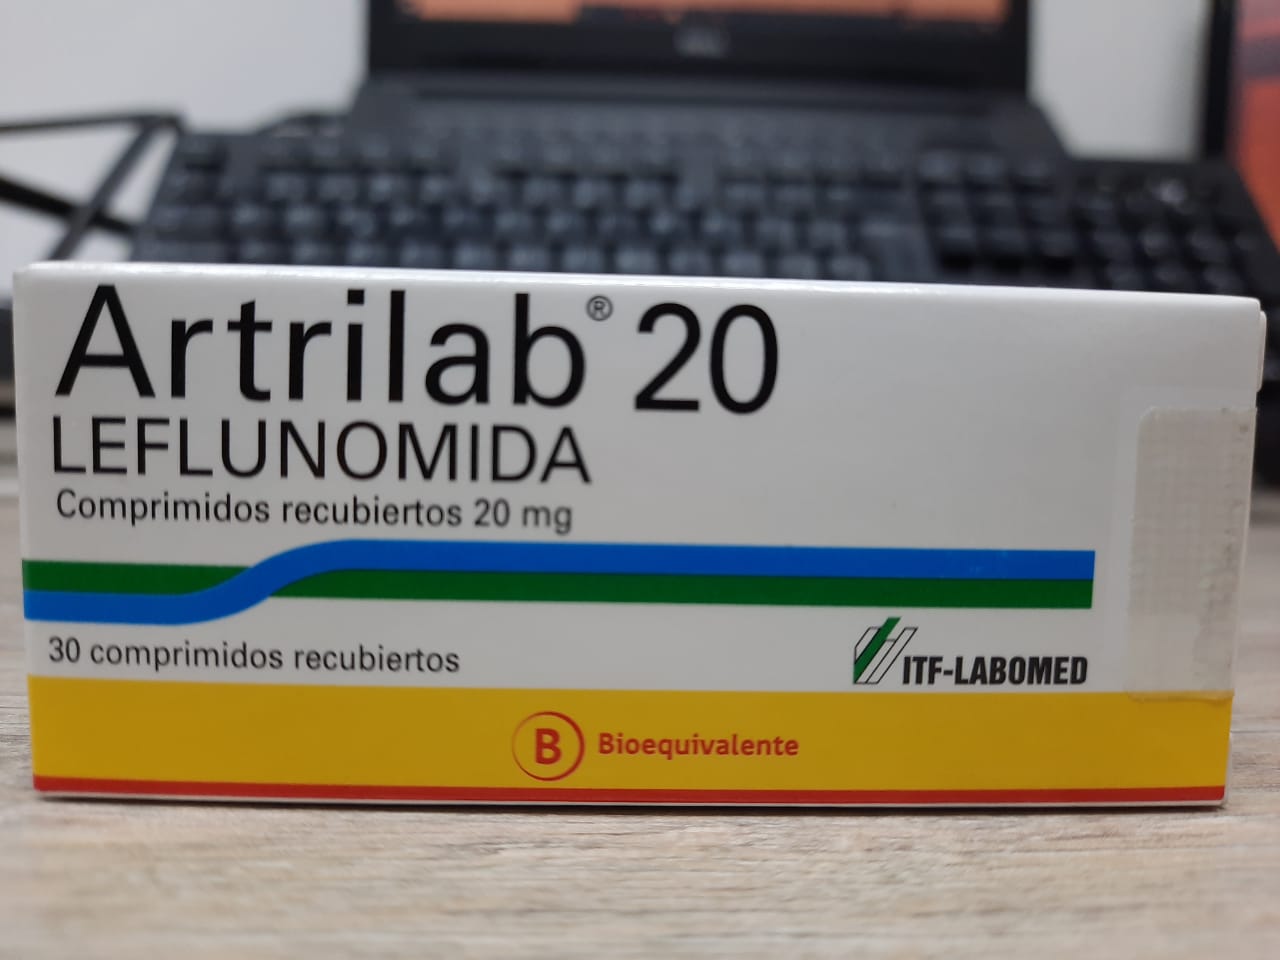 Artrilab® 20
LEFLUNOMIDA
Comprimidos recubiertos 20 mg
30 comprimidos recubiertos
ITF-LABOMED
B Bioequivalente